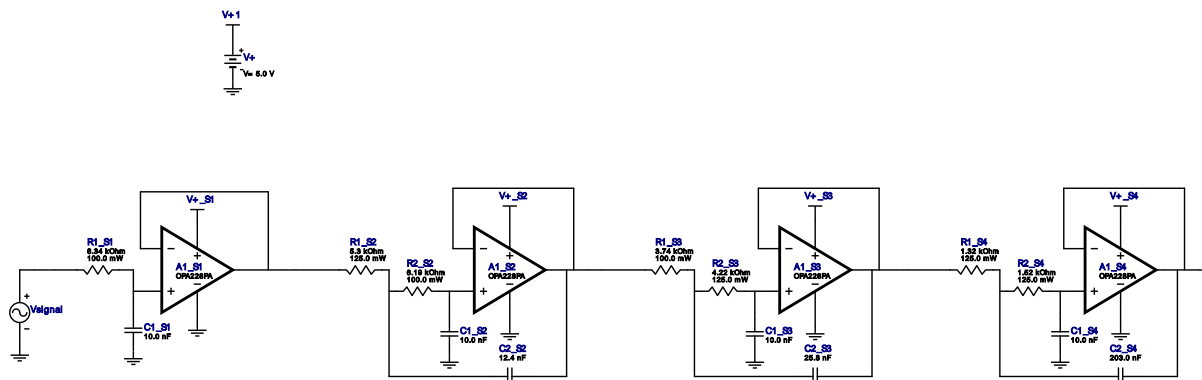 V+ 1
+
V+
V= 5.0 V
-
V+_S1
V+_S2
V+_S3
V+_S4
R1_S1
6.34 kOhm
100.0 mW
A1_S1
OPA228PA
C1_S1
10.0 nF
Vsignal
R1_S2
5.9 kOhm
125.0 mW
R2_S2
6.19 kOhm
100.0 mW
A1_S2
OPA228PA
C1_S2
10.0 nF
C2_S2
12.4 nF
R1_S3
3.74 kOhm
100.0 mW
R2_S3
4.22 kOhm
125.0 mW
A1_S3
OPA228PA
C1_S3
10.0 nF
C2_S3
25.8 nF
R1_S4
1.32 kOhm
125.0 mW
R2_S4
1.52 kOhm
125.0 mW
A1_S4
OPA228PA
C1_S4
10.0 nF
C2_S4
203.0 nF